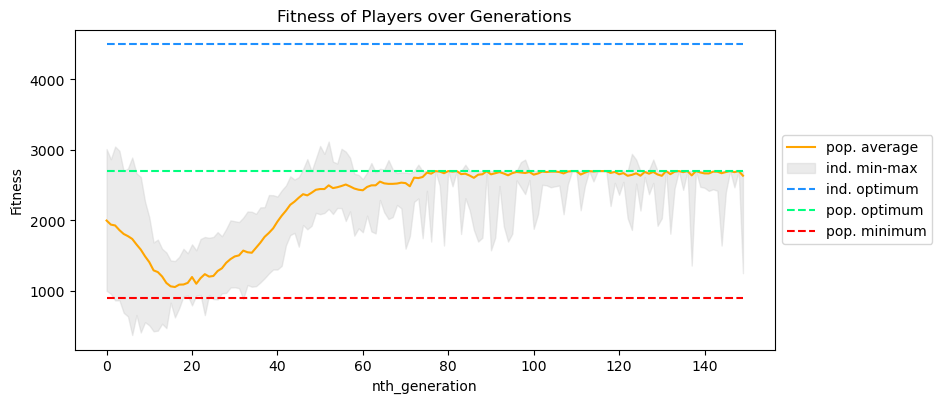 Fitness of Players over Generations
Fitness
4000
3000
2000
1000
0
20
40
60
80
100
120
140
nth_generation
pop. average
ind. min-max
ind. optimum
pop. optimum
pop. minimum